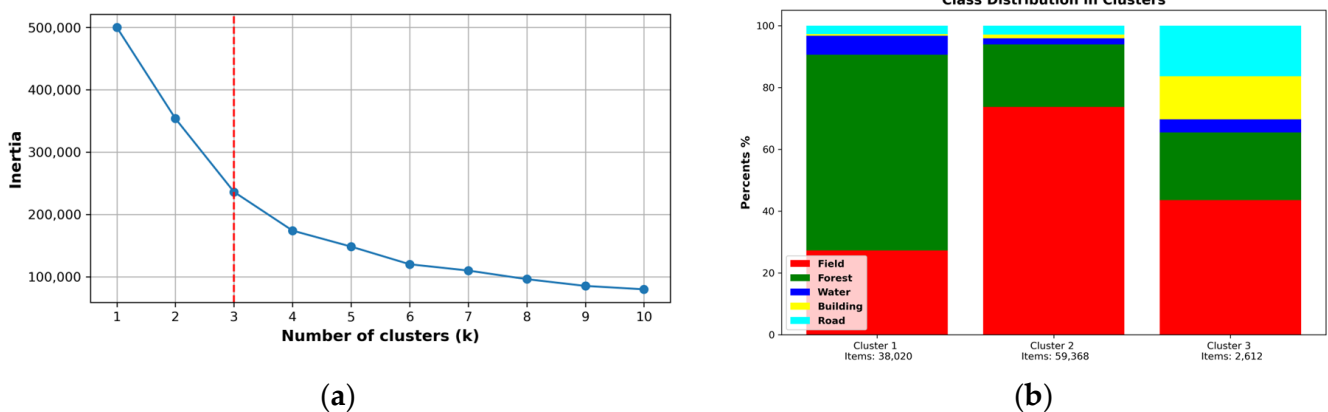 500,000
400,000
300,000
200,000
100,000
Inertia
1 2 3 4 5 6 7 8 9 10
Number of clusters (k)
(a)
Class Distribution in Clusters
100
80
60
40
20
0
Percents %
Field
Forest
Water
Building
Road
Cluster 1 Cluster 2 Cluster 3
Items: 38,020 Items: 59,368 Items: 2,612
(b)